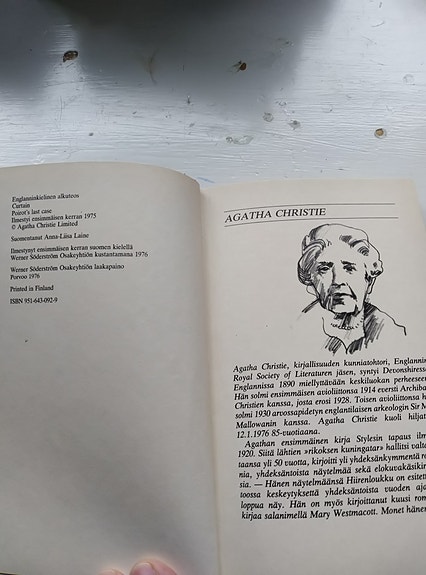 Englanninkielinen alkuteos
Curtain
Poirot's last case
Ilmestyi ensimmäisen kerran 1975
© Agatha Christie Limited
Suomentanut Anna-Liisa Laine
Ilmestynyt ensimmäisen kerran suomen kielellä
Werner Söderström Osakeyhtiön kustantamana 1976
Werner Söderström Osakeyhtiön laakapaino
Porvoo 1976
Printed in Finland
ISBN 951-643-092-9
AGATHA CHRISTIE
Agatha Christie, kirjallisuuden kunniatohtori, Englannin
Royal Society of Literaturen jäsen, syntyi Devonshiressa
Englannissa 1890 miellyttävään keskiluokan perheeseen
Hän solmi ensimmäisen avioliittonsa 1914 eversti Archiba
Christien kanssa, josta erosi 1928. Toisen avioliittonsa h
solmi 1930 arvossapidetyn englantilaisen arkeologin Sir M
Mallowanin kanssa. Agatha Christie kuoli hiljat
12.1.1976 85-vuotiaana.
Agathan ensimmäinen kirja Stylesin tapaus ilm
1920. Siitä lähtien »rikoksen kuningatar» hallisi valta
taansa yli 50 vuotta, kirjoitti yli yhdeksänkymmentä ro
nia, yhdeksäntoista näytelmää sekä elokuvakäsikir
sia. — Hänen näytelmäänsä Hiirenloukku on esitett
toossa keskeytyksettä yhdeksäntoista vuoden aja
loppua näy. Hän on myös kirjoittanut kuusi rom
kirjaa salanimellä Mary Westmacott. Monet hänen